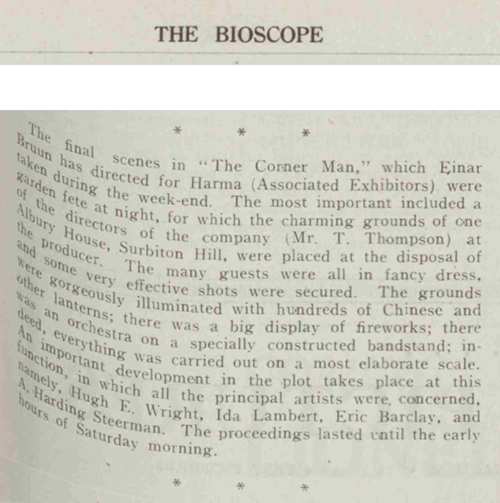 THE BIOSCOPE
* * *
The final scenes in "The Corner Man," which Einar
Bruun has directed for Harma (Associated Exhibitors) were
taken during the week-end. The most important included a
garden fete at night, for which the charming grounds of one
of the directors of the company (Mr. T. Thompson) at
Albury House, Surbiton Hill, were placed at the disposal of
the producer. The many guests were all in fancy dress,
and some very effective shots were secured. The grounds
were gorgeously illuminated with hundreds of Chinese and
other lanterns; there was a big display of fireworks; there
was an orchestra on a specially constructed bandstand; in-
deed, everything was carried out on a most elaborate scale.
An important development in the plot takes place at this
function, in which all the principal artists were, concerned,
namely, Hugh E. Wright, Ida Lambert, Eric Barclay, and
A. Harding Steerman. The proceedings lasted until the early
hours of Saturday morning.
* * *